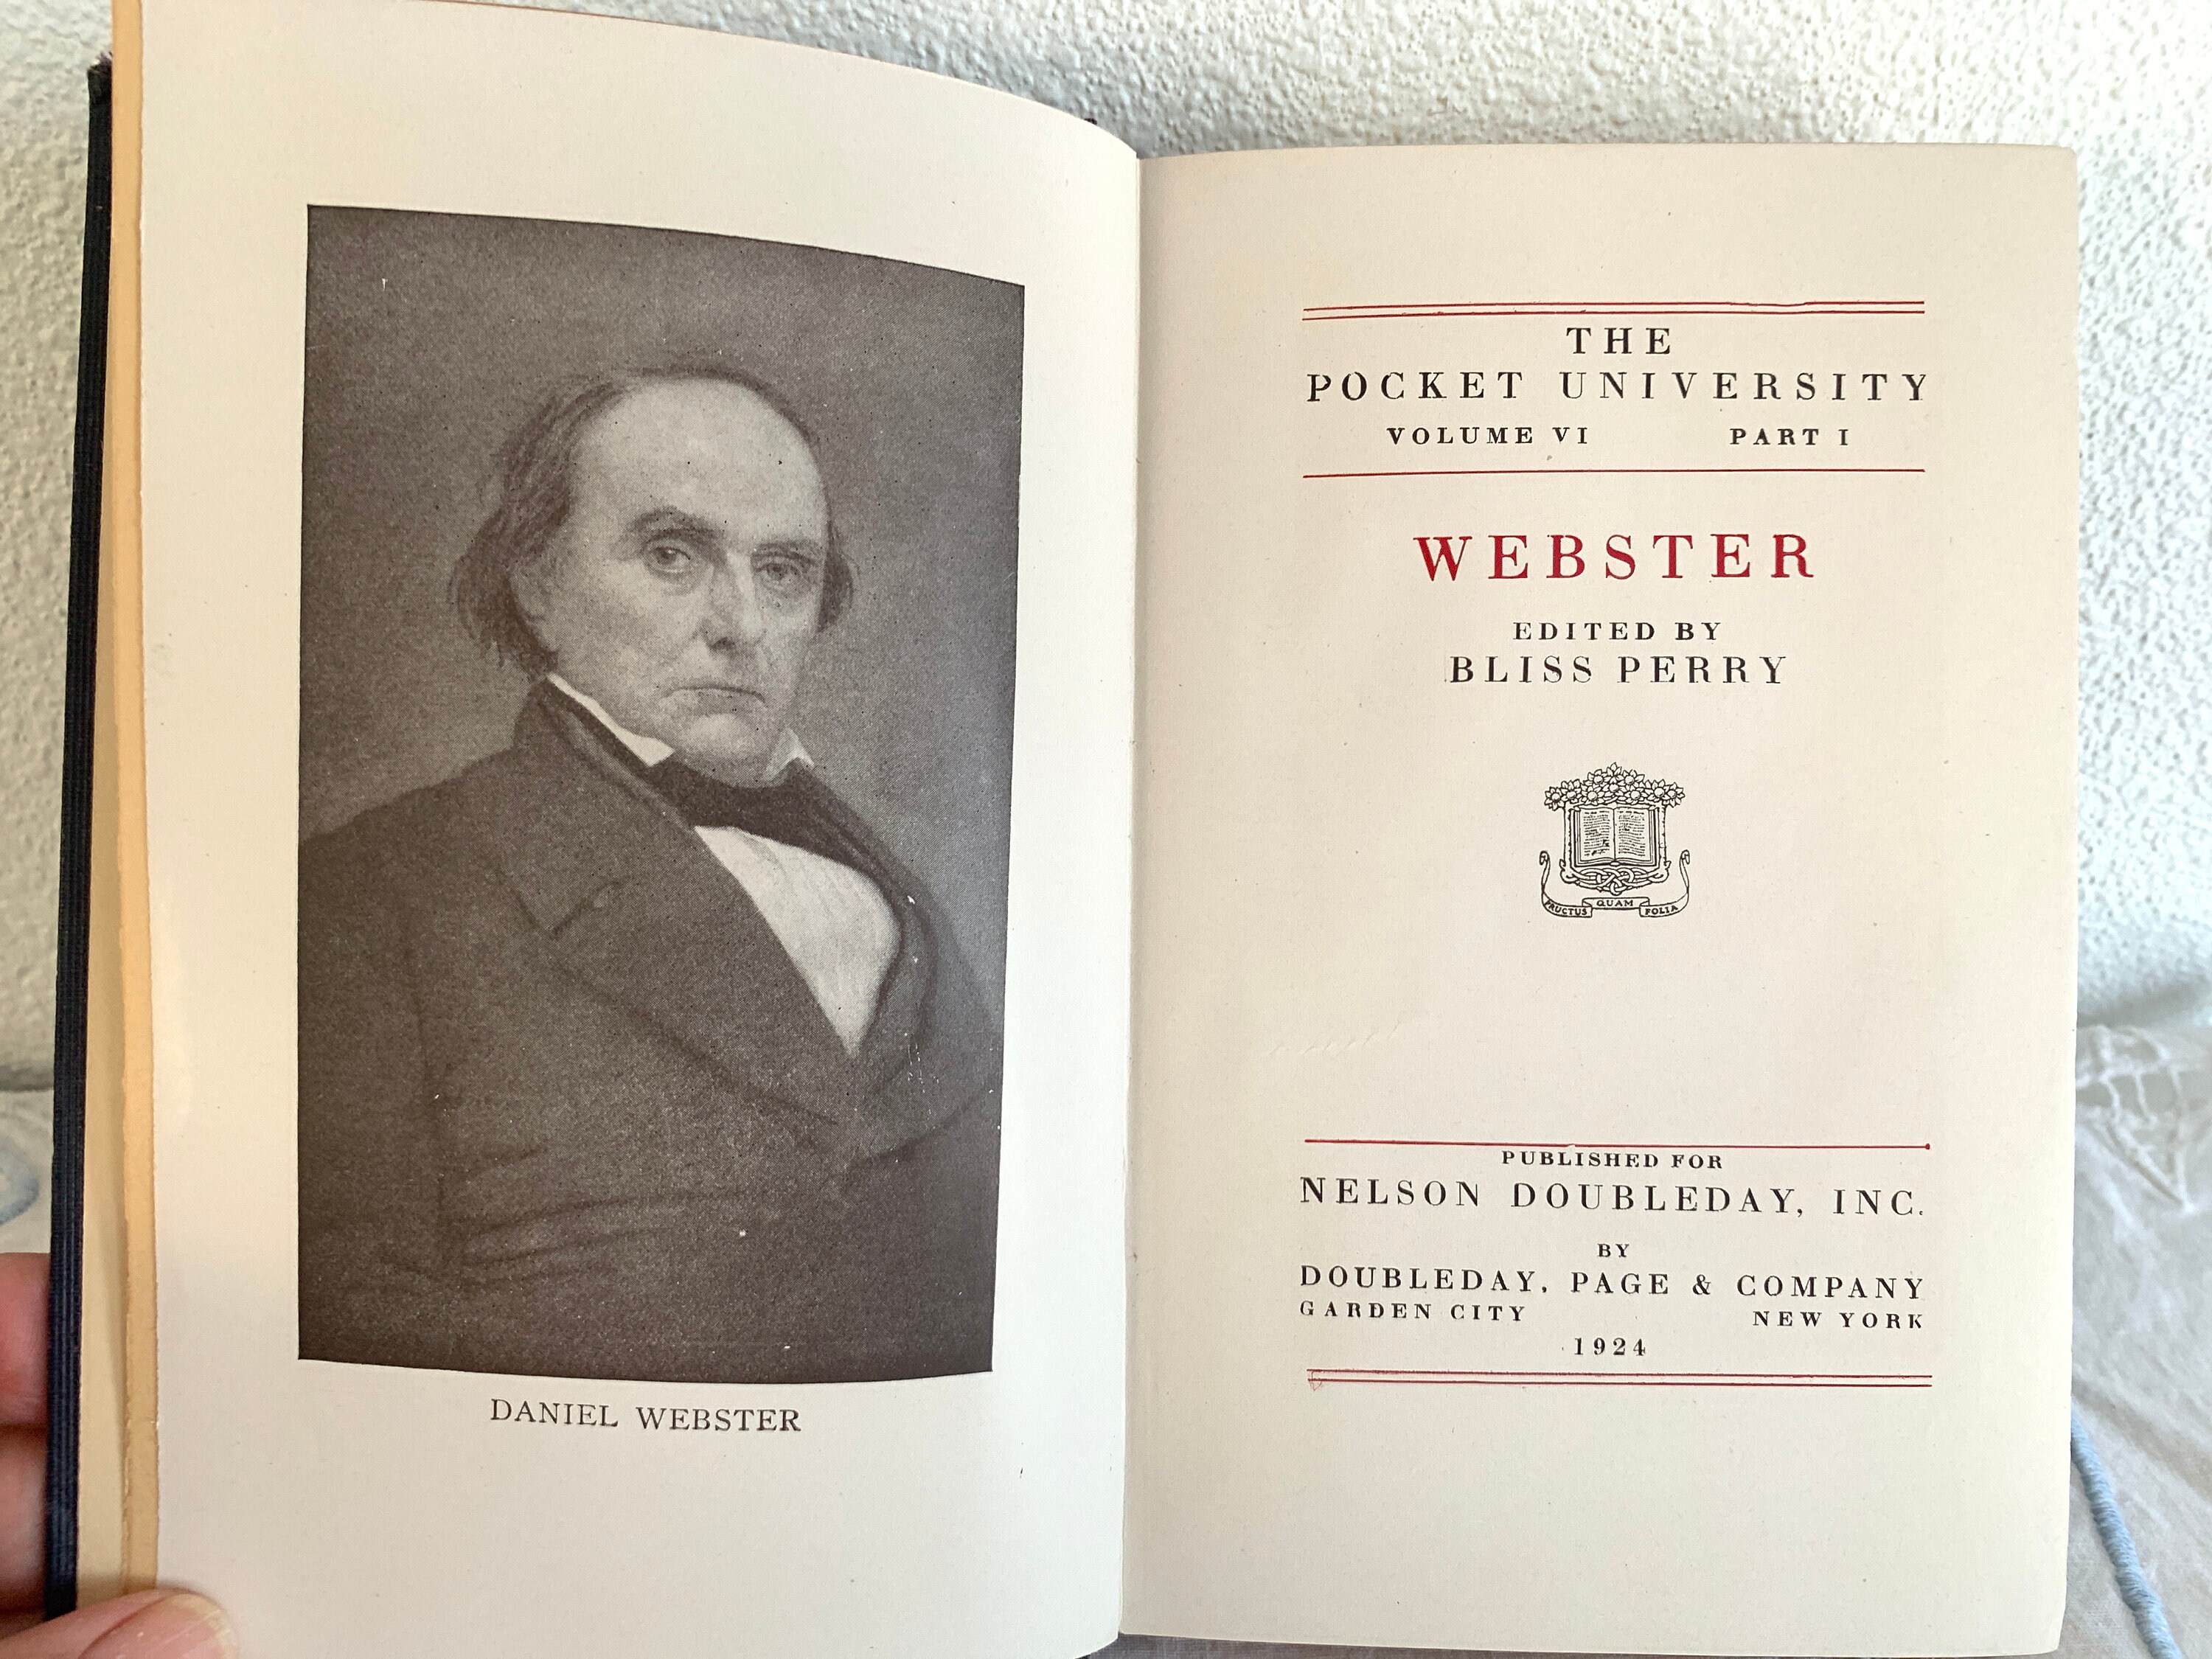 DANIEL WEBSTER
THE
POCKET UNIVERSITY
VOLUME VI PART I
WEBSTER
EDITED BY
BLISS PERRY
FRUCTUS QUAM FOLIA
PUBLISHED FOR
NELSON DOUBLEDAY, INC.
BY
DOUBLEDAY, PAGE & COMPANY
GARDEN CITY NEW YORK
1924